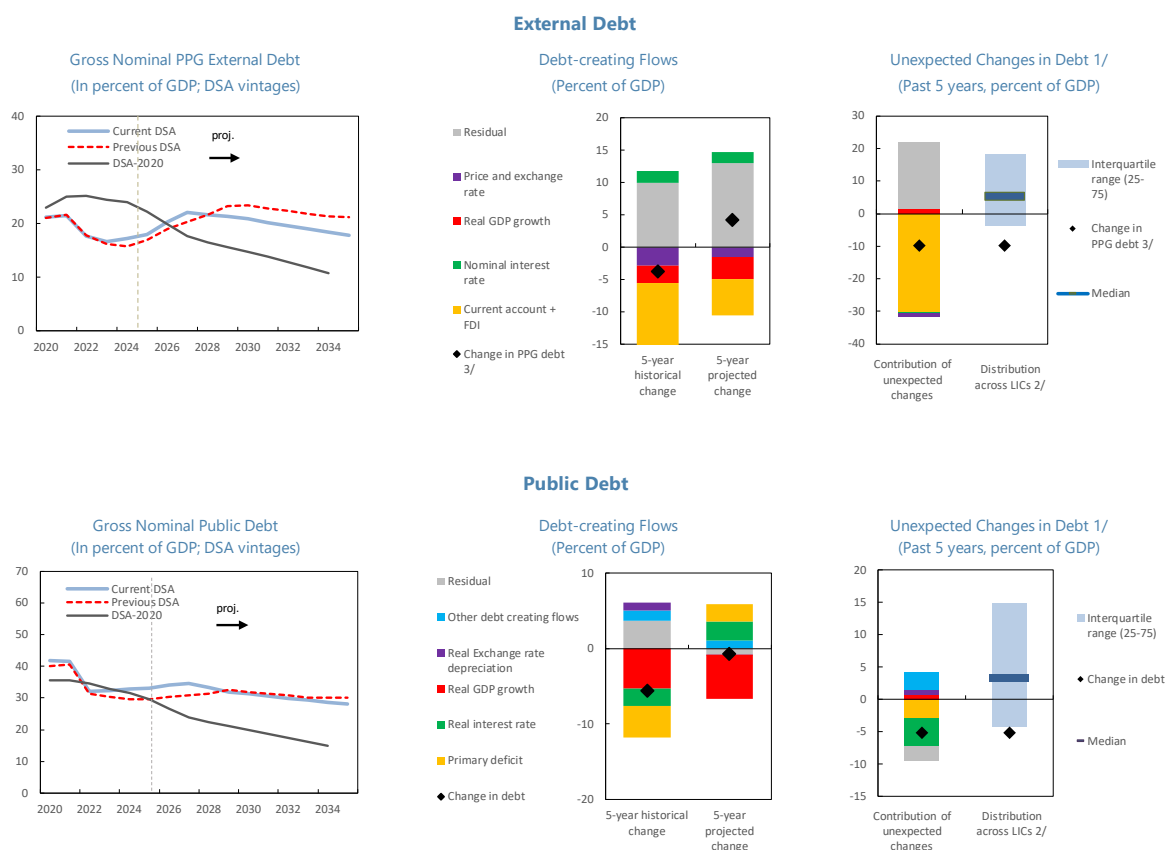 External Debt
Gross Nominal PPG External Debt
(In percent of GDP; DSA vintages)
40
30
20
10
0
2020 2022 2024 2026 2028 2030 2032 2034
Current DSA
Previous DSA
DSA-2020
proj.
Debt-creating Flows
(Percent of GDP)
Residual
Price and exchange
rate
Real GDP growth
Nominal interest
rate
Current account +
FDI
Change in PPG debt
3/
20
15
10
5
0
-5
-10
-15
5-year
historical
change
5-year
projected
change
Unexpected Changes in Debt 1/
(Past 5 years, percent of GDP)
30
20
10
0
-10
-20
-30
-40
Contribution of
unexpected
changes
Distribution
across LICs 2/
Interquartile
range (25-
75)
Change in
PPG debt 3/
Median
Public Debt
Gross Nominal Public Debt
(In percent of GDP; DSA vintages)
70
60
50
40
30
20
10
0
2020 2022 2024 2026 2028 2030 2032 2034
Current DSA
Previous DSA
DSA-2020
proj.
Debt-creating Flows
(Percent of GDP)
Residual
Other debt creating flows
Real Exchange rate
depreciation
Real GDP growth
Real interest rate
Primary deficit
Change in debt
10
0
-10
-20
5-year historical
change
5-year
projected
change
Unexpected Changes in Debt 1/
(Past 5 years, percent of GDP)
20
15
10
5
0
-5
-10
-15
Contribution of
unexpected
changes
Distribution
across LICs 2/
Interquartile
range (25-75)
Change in debt
Median